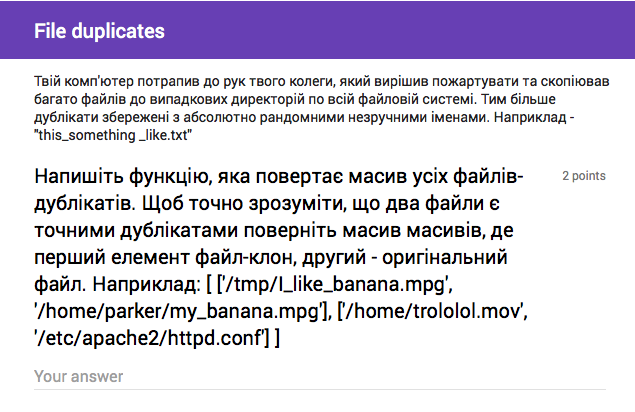 File duplicates
Твій комп'ютер потрапив до рук твого колеги, який вирішив пожартувати та скопіював
багато файлів до випадкових директорій по всій файловій системі. Тим більше
дублікати збережені з абсолютно рандомними незручними іменами. Наприклад -
"this_something _like.txt"
Напишіть функцію, яка повертає масив усіх файлів-
дублікатів. Щоб точно зрозуміти, що два файли є
точними дублікатами поверніть масив масивів, де
перший елемент файл-клон, другий - оригінальний
файл. Наприклад: [ ['/tmp/I_like_banana.mpg',
'/home/parker/my_banana.mpg'], ['/home/trololol.mov',
'/etc/apache2/httpd.conf'] ]
2 points
Your answer